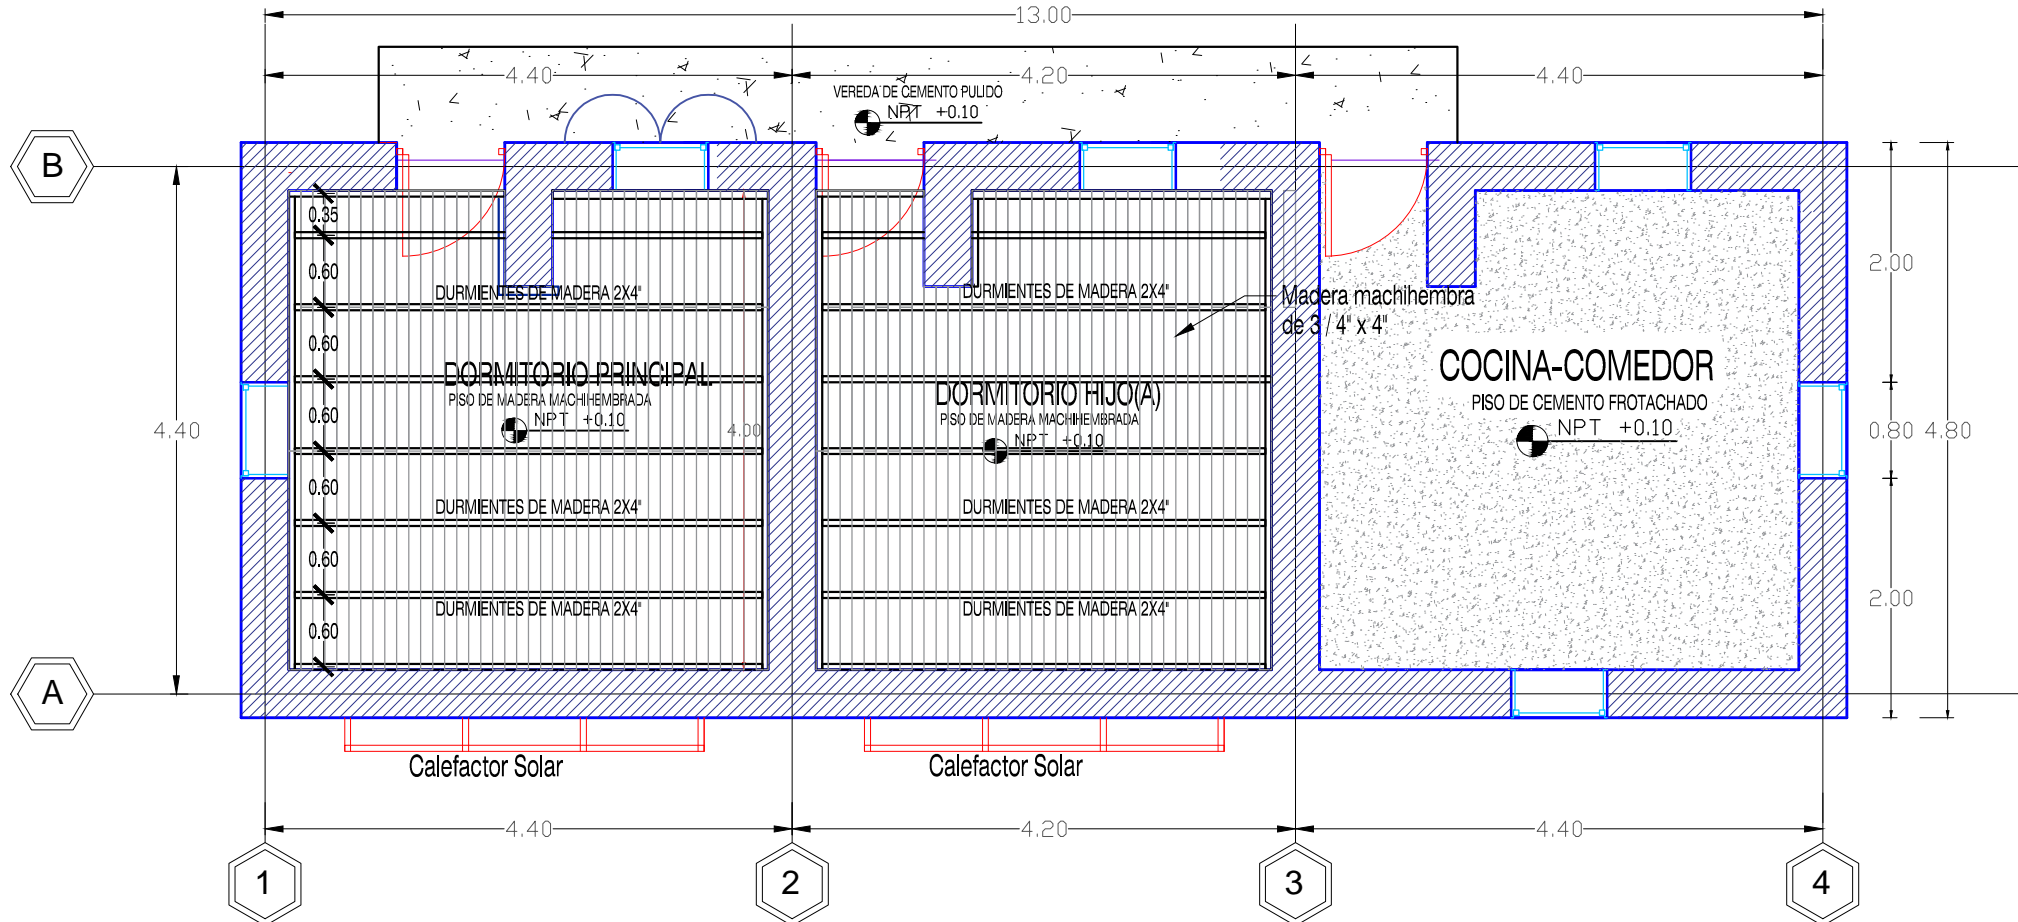 13.00
4.40
4.20
4.40
VEREDA DE CEMENTO PULIDO
NPT +0.10
B
0.35
0.60
0.60
0.60
0.60
0.60
0.60
DURMIENTES DE MADERA 2X4"
DURMIENTES DE MADERA 2X4"
Madera machihembra
de 3/4" x 4"
2.00
DORMITORIO PRINCIPAL
PISO DE MADERA MACHIHEMBRADA
NPT +0.10
4.00
DORMITORIO HIJO(A)
PISO DE MADERA MACHIHEMBRADA
NPT +0.10
COCINA-COMEDOR
PISO DE CEMENTO FROTACHADO
NPT +0.10
4.40
0.80
4.80
DURMIENTES DE MADERA 2X4"
DURMIENTES DE MADERA 2X4"
DURMIENTES DE MADERA 2X4"
DURMIENTES DE MADERA 2X4"
2.00
A
Calefactor Solar
Calefactor Solar
4.40
4.20
4.40
1
2
3
4